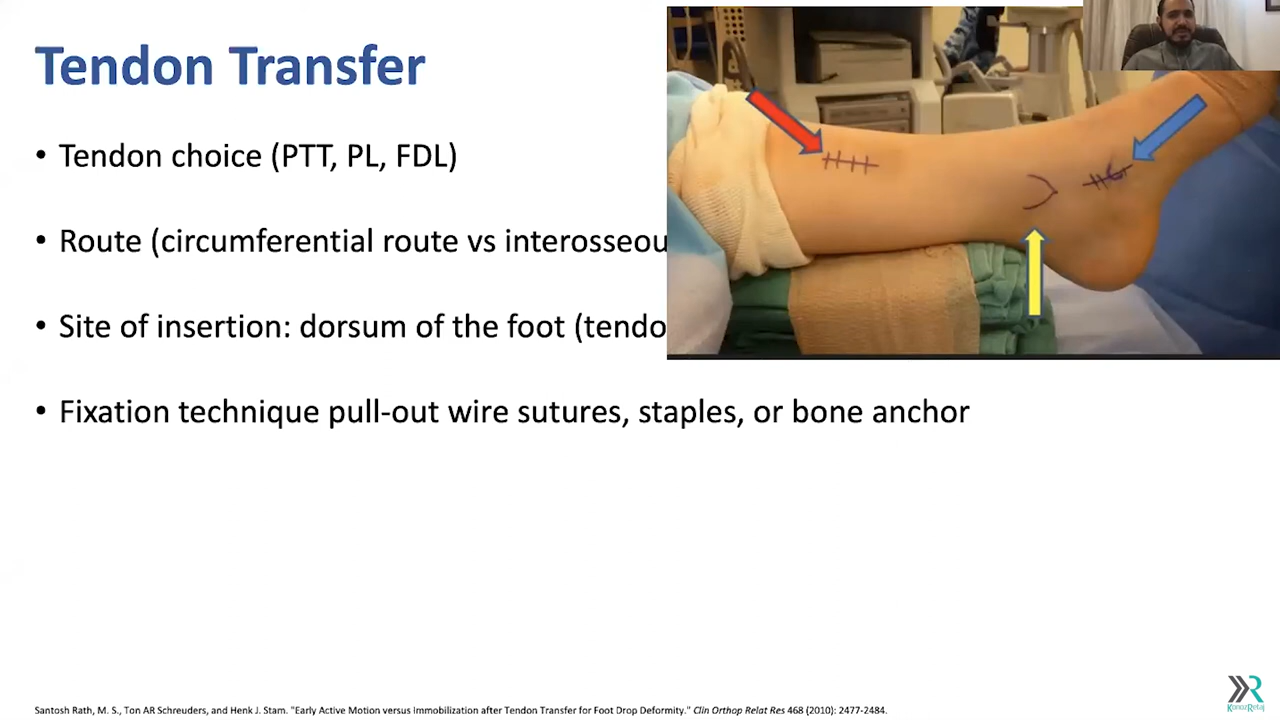 Tendon Transfer
• Tendon choice (PTT, PL, FDL)
• Route (circumferential route vs interosseou
• Site of insertion: dorsum of the foot (tendo
• Fixation technique pull-out wire sutures, staples, or bone anchor
Santosh Rath, M. S., Ton AR Schreuders, and Henk J. Stam. "Early Active Motion versus Immobilization after Tendon Transfer for Foot Drop Deformity." Clin Orthop Relat Res 468 (2010): 2477-2484.
KonozRetaj